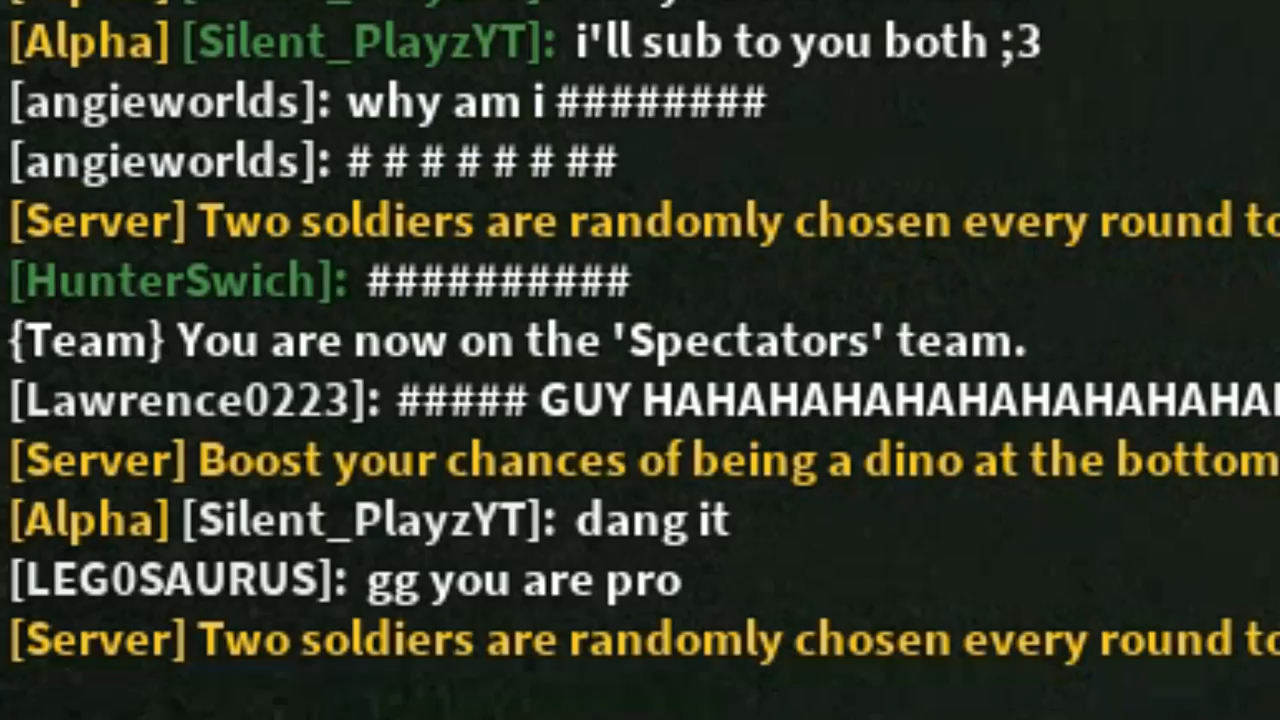 [Alpha] [Silent_PlayzYT]: i'll sub to you both ;3
[angieworlds]: why am i ########
[angieworlds]: # # # # # # ##
[Server] Two soldiers are randomly chosen every round to
[HunterSwich]: ##########
{Team} You are now on the 'Spectators' team.
[Lawrence0223]: ##### GUY HAHAHAHAHAHAHAHAHAHAH
[Server] Boost your chances of being a dino at the bottom
[Alpha] [Silent_PlayzYT]: dang it
[LEG0SAURUS]: gg you are pro
[Server] Two soldiers are randomly chosen every round to